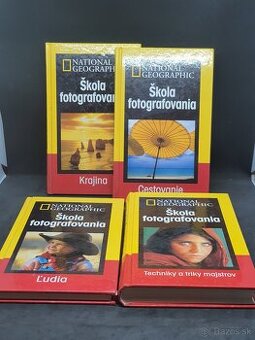 NATIONAL
GEOGRAPHIC
Škola
fotografovania
Krajina
NATIONAL
GEOGRAPHIC
Škola
fotografovania
Cestovanie
NATIONAL
GEOGRAPHIC
Škola
fotografovania
Ľudia
NATIONAL
GEOGRAPHIC
Škola
fotografovania
Techniky a triky majstrov
Bazos.sk